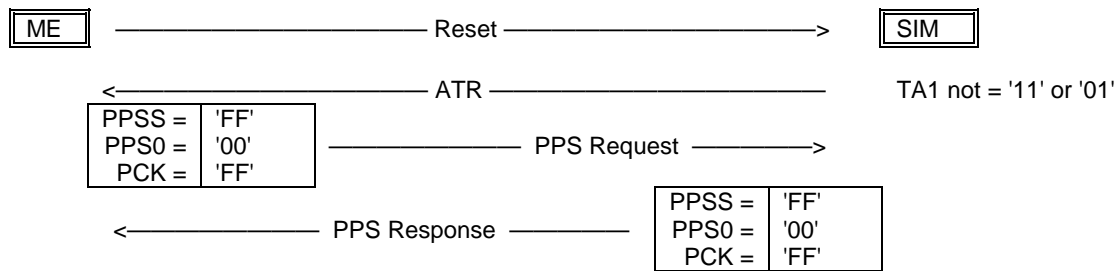 ME Reset SIM
ATR TA1 not = '11' or '01'
PPSS = 'FF'
PPS0 = '00' PPS Request
PCK = 'FF'
PPSS = 'FF'
PPS Response PPS0 = '00'
PCK = 'FF'